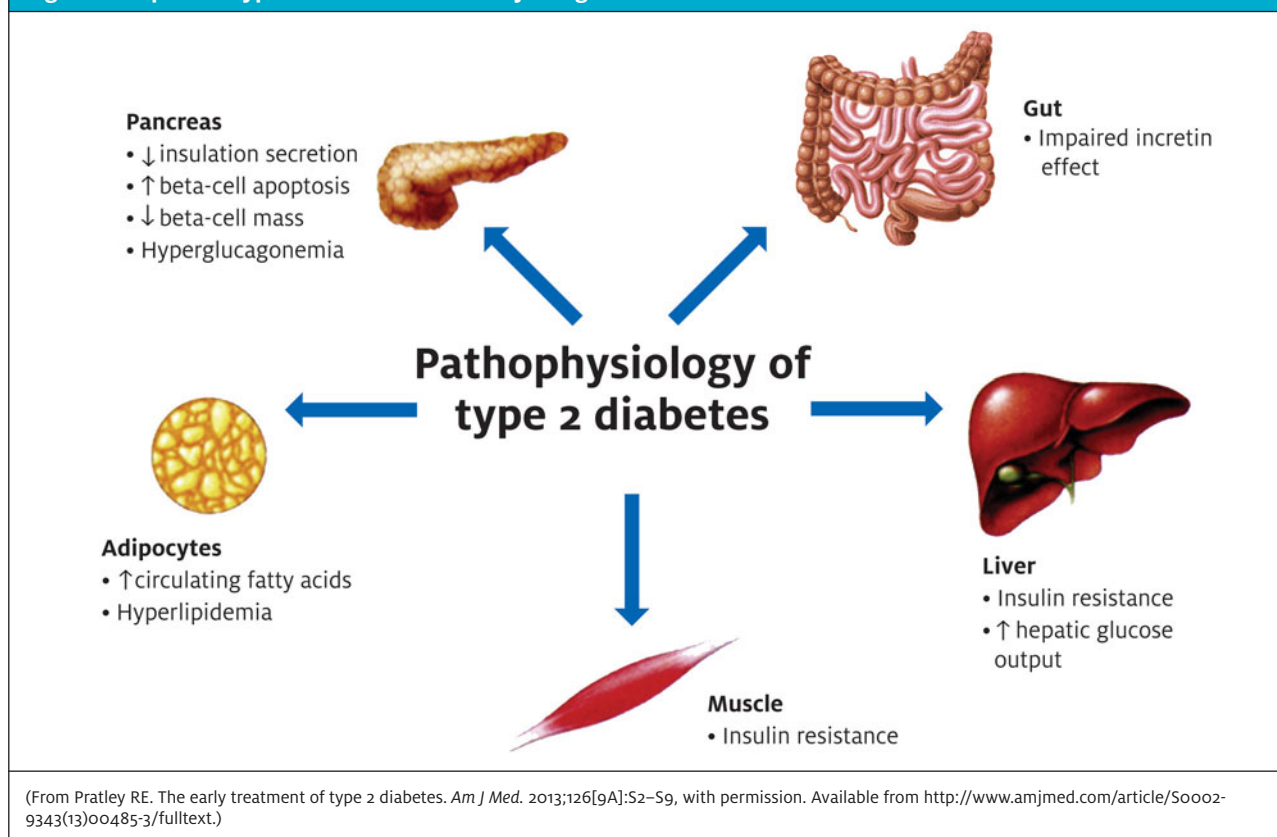 Pancreas
• ↓ insulation secretion
• ↑ beta-cell apoptosis
• ↓ beta-cell mass
• Hyperglucagonemia
Gut
• Impaired incretin
effect
Pathophysiology of
type 2 diabetes
Adipocytes
• ↑ circulating fatty acids
• Hyperlipidemia
Liver
• Insulin resistance
• ↑ hepatic glucose
output
Muscle
• Insulin resistance
(From Pratley RE. The early treatment of type 2 diabetes. Am J Med. 2013;126[9A]:S2–S9, with permission. Available from http://www.amjmed.com/article/S0002-
9343(13)00485-3/fulltext.)